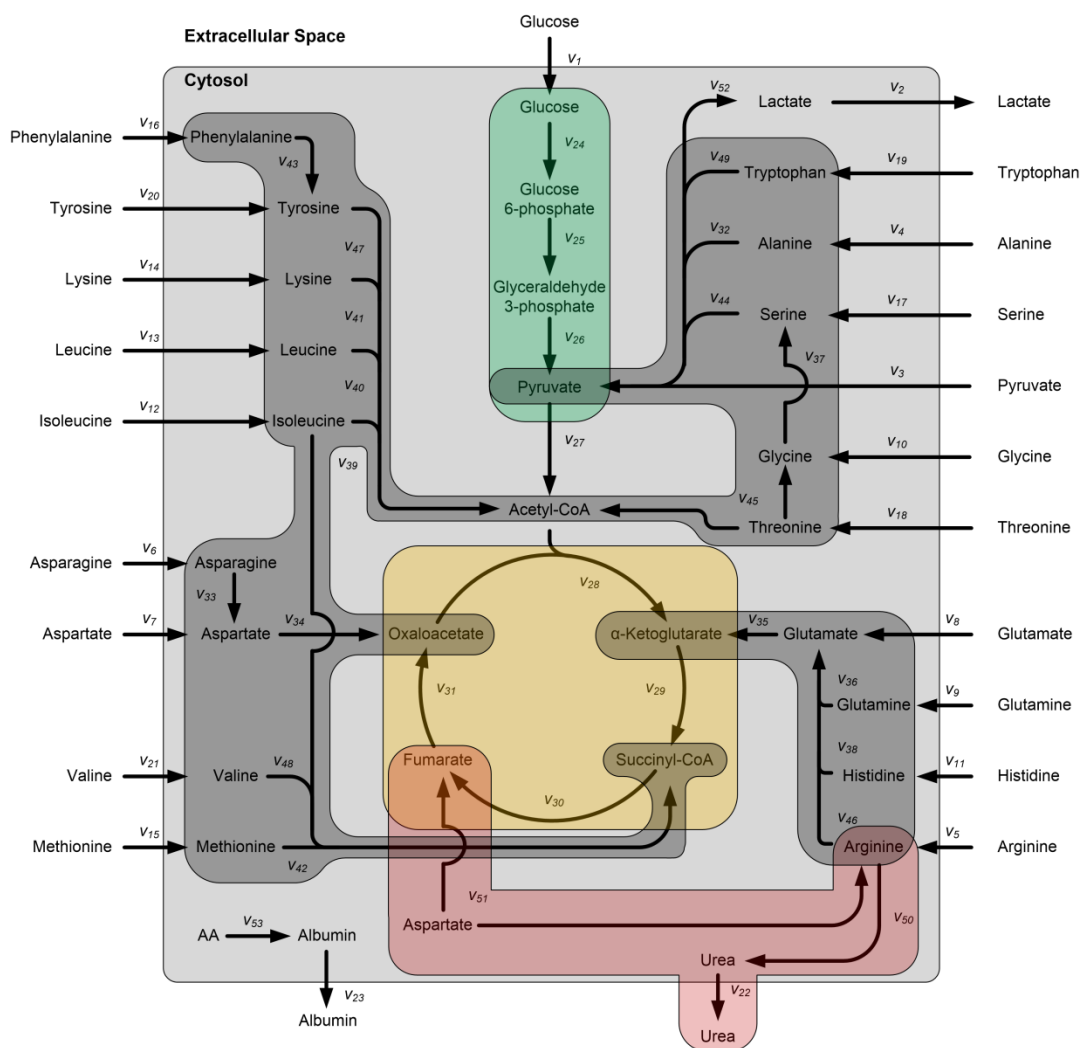 Glucose
Extracellular Space
v1
Cytosol
Glucose
v52
Lactate
v2
Lactate
Phenylalanine
v16
Phenylalanine
v43
v24
v49
Tryptophan
v19
Tryptophan
Tyrosine
v20
Tyrosine
v47
Glucose
6-phosphate
v25
v32
Alanine
v4
Alanine
Lysine
v14
Lysine
v41
Glyceraldehyde
3-phosphate
v44
Serine
v17
Serine
Leucine
v13
Leucine
v40
v26
v37
Pyruvate
v3
Pyruvate
Isoleucine
v12
Isoleucine
v39
v27
Glycine
v10
Glycine
Acetyl-CoA
v45
Threonine
v18
Threonine
Asparagine
v6
Asparagine
v33
v28
Aspartate
v7
Aspartate
v34
Oxaloacetate
α-Ketoglutarate
v35
Glutamate
v8
Glutamate
v31
v29
v36
Glutamine
v9
Glutamine
Fumarate
Succinyl-CoA
v38
Histidine
v11
Histidine
Valine
v21
Valine
v48
v30
v46
Methionine
v15
Methionine
v42
Arginine
v5
Arginine
v51
Aspartate
v50
AA
v53
Albumin
Urea
v23
v22
Albumin
Urea